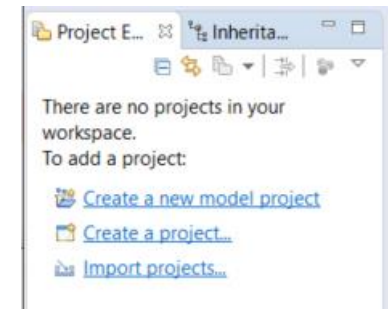 Project E... Inherita...
There are no projects in your
workspace.
To add a project:
Create a new model project
Create a project...
Import projects...